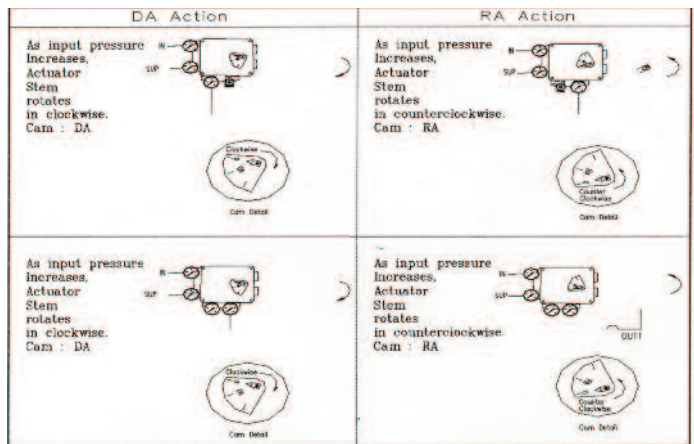 DA Action
RA Action
As input pressure
Increases,
Actuator
Stem
rotates
in clockwise.
Cam : DA
IN
SUP
Clockwise
Cam Detail
As input pressure
Increases,
Actuator
Stem
rotates
in counterclockwise.
Cam : RA
IN
SUP
Counter
Clockwise
Cam Detail
As input pressure
Increases,
Actuator
Stem
rotates
in clockwise.
Cam : DA
IN
SUP
Clockwise
Cam Detail
As input pressure
Increases,
Actuator
Stem
rotates
in counterclockwise.
Cam : RA
IN
SUP
OUT1
Counter
Clockwise
Cam Detail